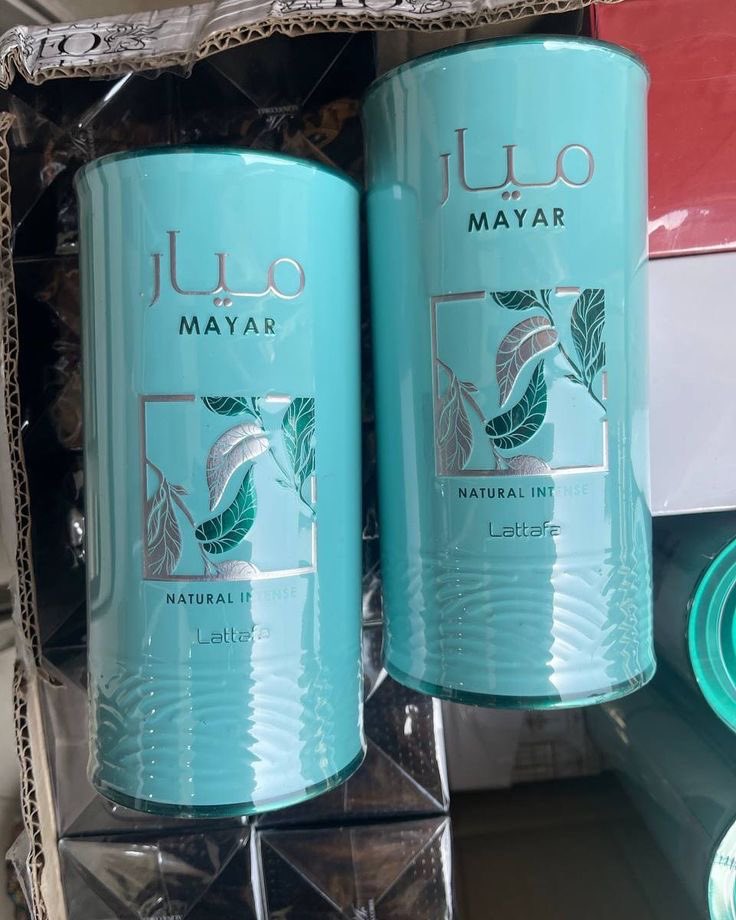 ميار
MAYAR
NATURAL INTENSE
Lattafa
ميار
MAYAR
NATURAL INTENSE
Lattafa